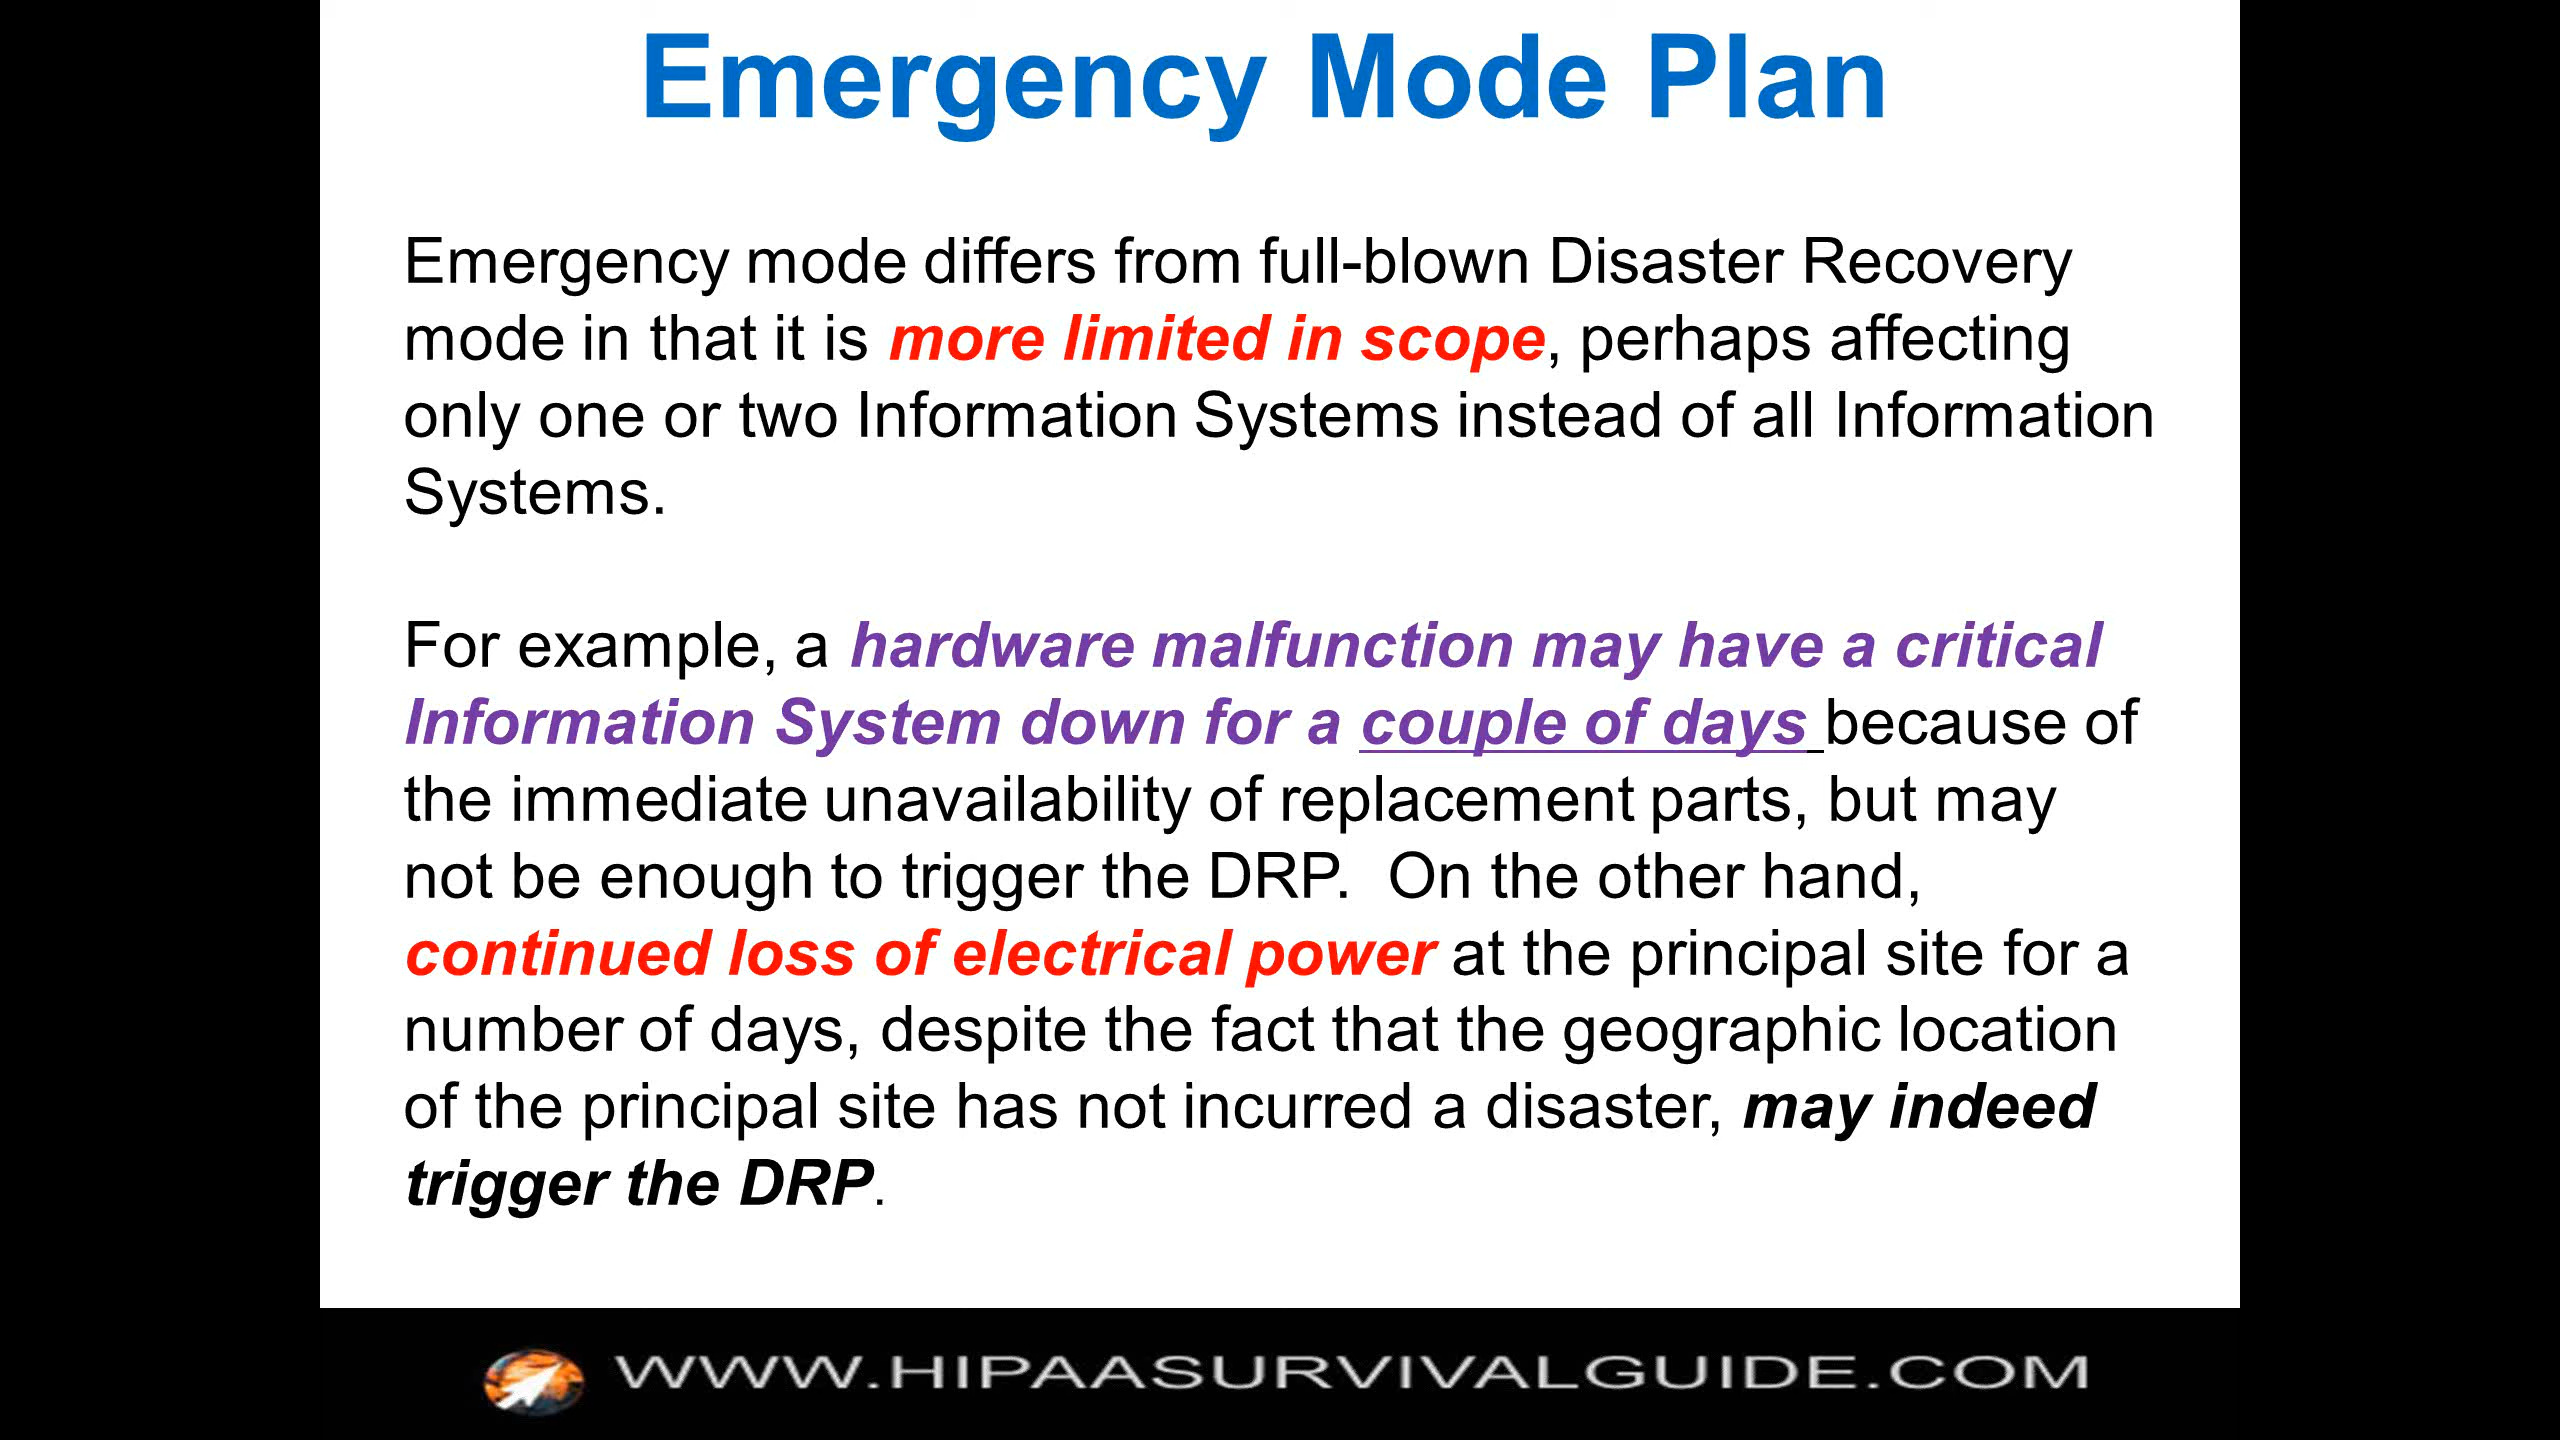 Emergency Mode Plan
Emergency mode differs from full-blown Disaster Recovery
mode in that it is more limited in scope, perhaps affecting
only one or two Information Systems instead of all Information
Systems.
For example, a hardware malfunction may have a critical
Information System down for a couple of days because of
the immediate unavailability of replacement parts, but may
not be enough to trigger the DRP.  On the other hand,
continued loss of electrical power at the principal site for a
number of days, despite the fact that the geographic location
of the principal site has not incurred a disaster, may indeed
trigger the DRP.
WWW.HIPAASURVIVALGUIDE.COM